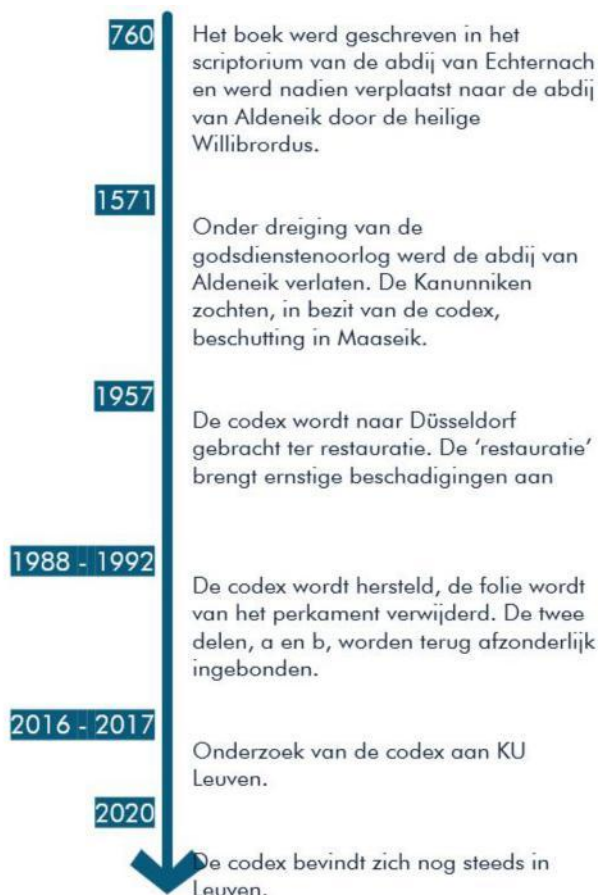 760
Het boek werd geschreven in het
scriptorium van de abdij van Echternach
en werd nadien verplaatst naar de abdij
van Aldeneik door de heilige
Willibrordus.
1571
Onder dreiging van de
godsdienstenoorlog werd de abdij van
Aldeneik verlaten. De Kanunniken
zochten, in bezit van de codex,
beschutting in Maaseik.
1957
De codex wordt naar Düsseldorf
gebracht ter restauratie. De ‘restauratie’
brengt ernstige beschadigingen aan
1988 - 1992
De codex wordt hersteld, de folie wordt
van het perkament verwijderd. De twee
delen, a en b, worden terug afzonderlijk
ingebonden.
2016 - 2017
Onderzoek van de codex aan KU
Leuven.
2020
De codex bevindt zich nog steeds in
Leuven.